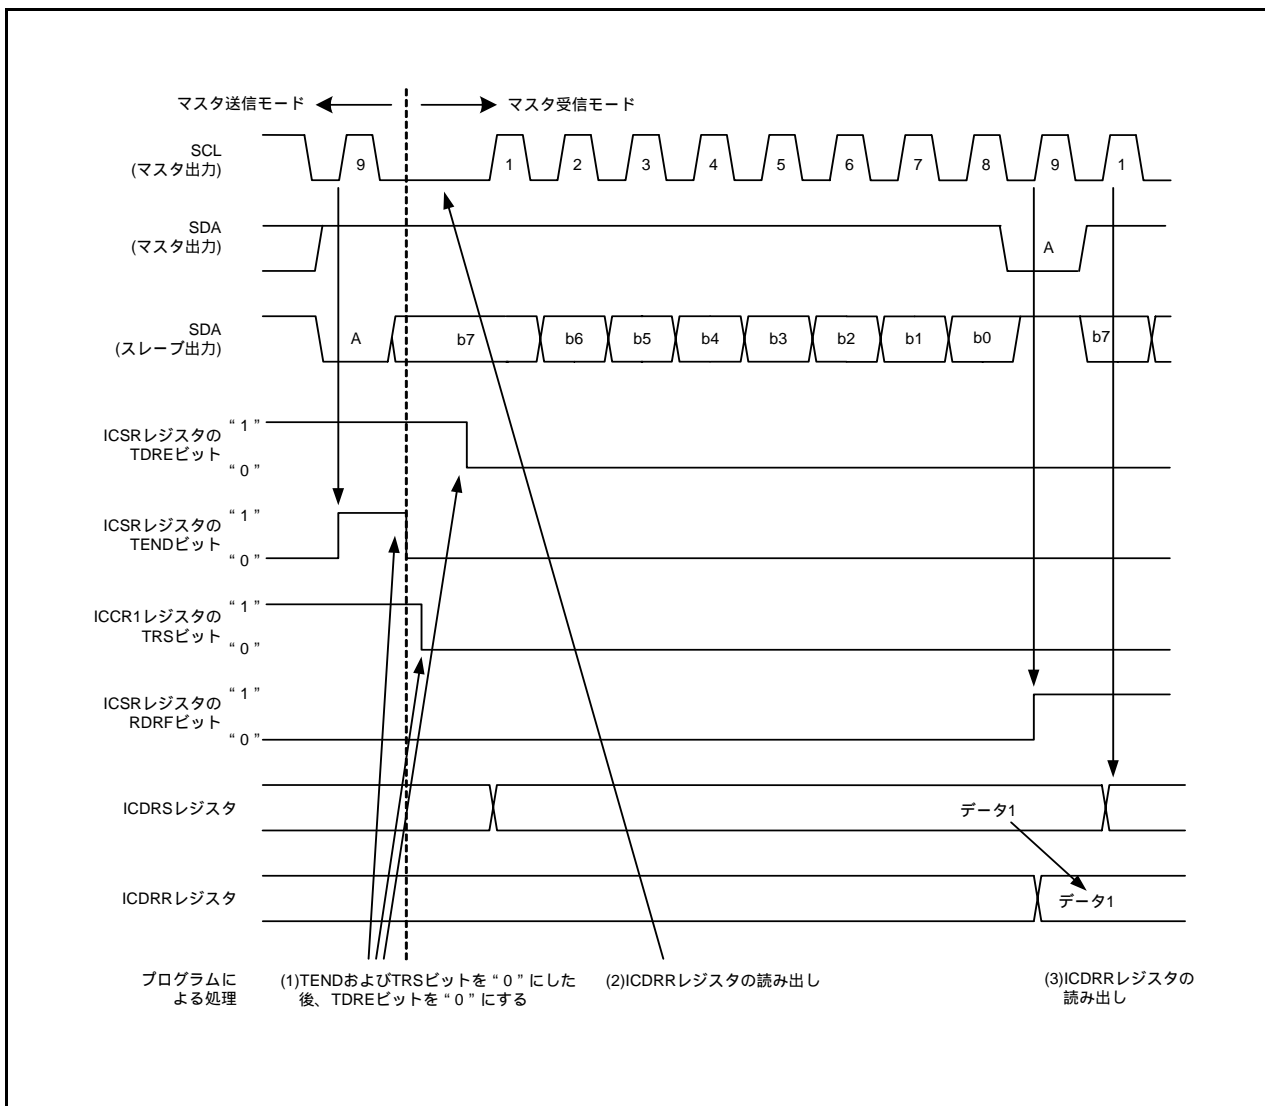 マスタ送信モード マスタ受信モード
SCL
(マスタ出力)
9 1 2 3 4 5 6 7 8 9 1
SDA
(マスタ出力)
A
SDA
(スレーブ出力)
A b7 b6 b5 b4 b3 b2 b1 b0 b7
ICSRレジスタの
TDREビット
“ 1 ”
“ 0 ”
ICSRレジスタの
TENDビット
“ 1 ”
“ 0 ”
ICCR1レジスタの
TRSビット
“ 1 ”
“ 0 ”
ICSRレジスタの
RDRFビット
“ 1 ”
“ 0 ”
ICDRSレジスタ
データ1
ICDRRレジスタ
データ1
プログラムに
よる処理
(1)TENDおよびTRSビットを “ 0 ” にした
後、TDREビットを “ 0 ” にする
(2)ICDRRレジスタの読み出し
(3)ICDRRレジスタの
読み出し